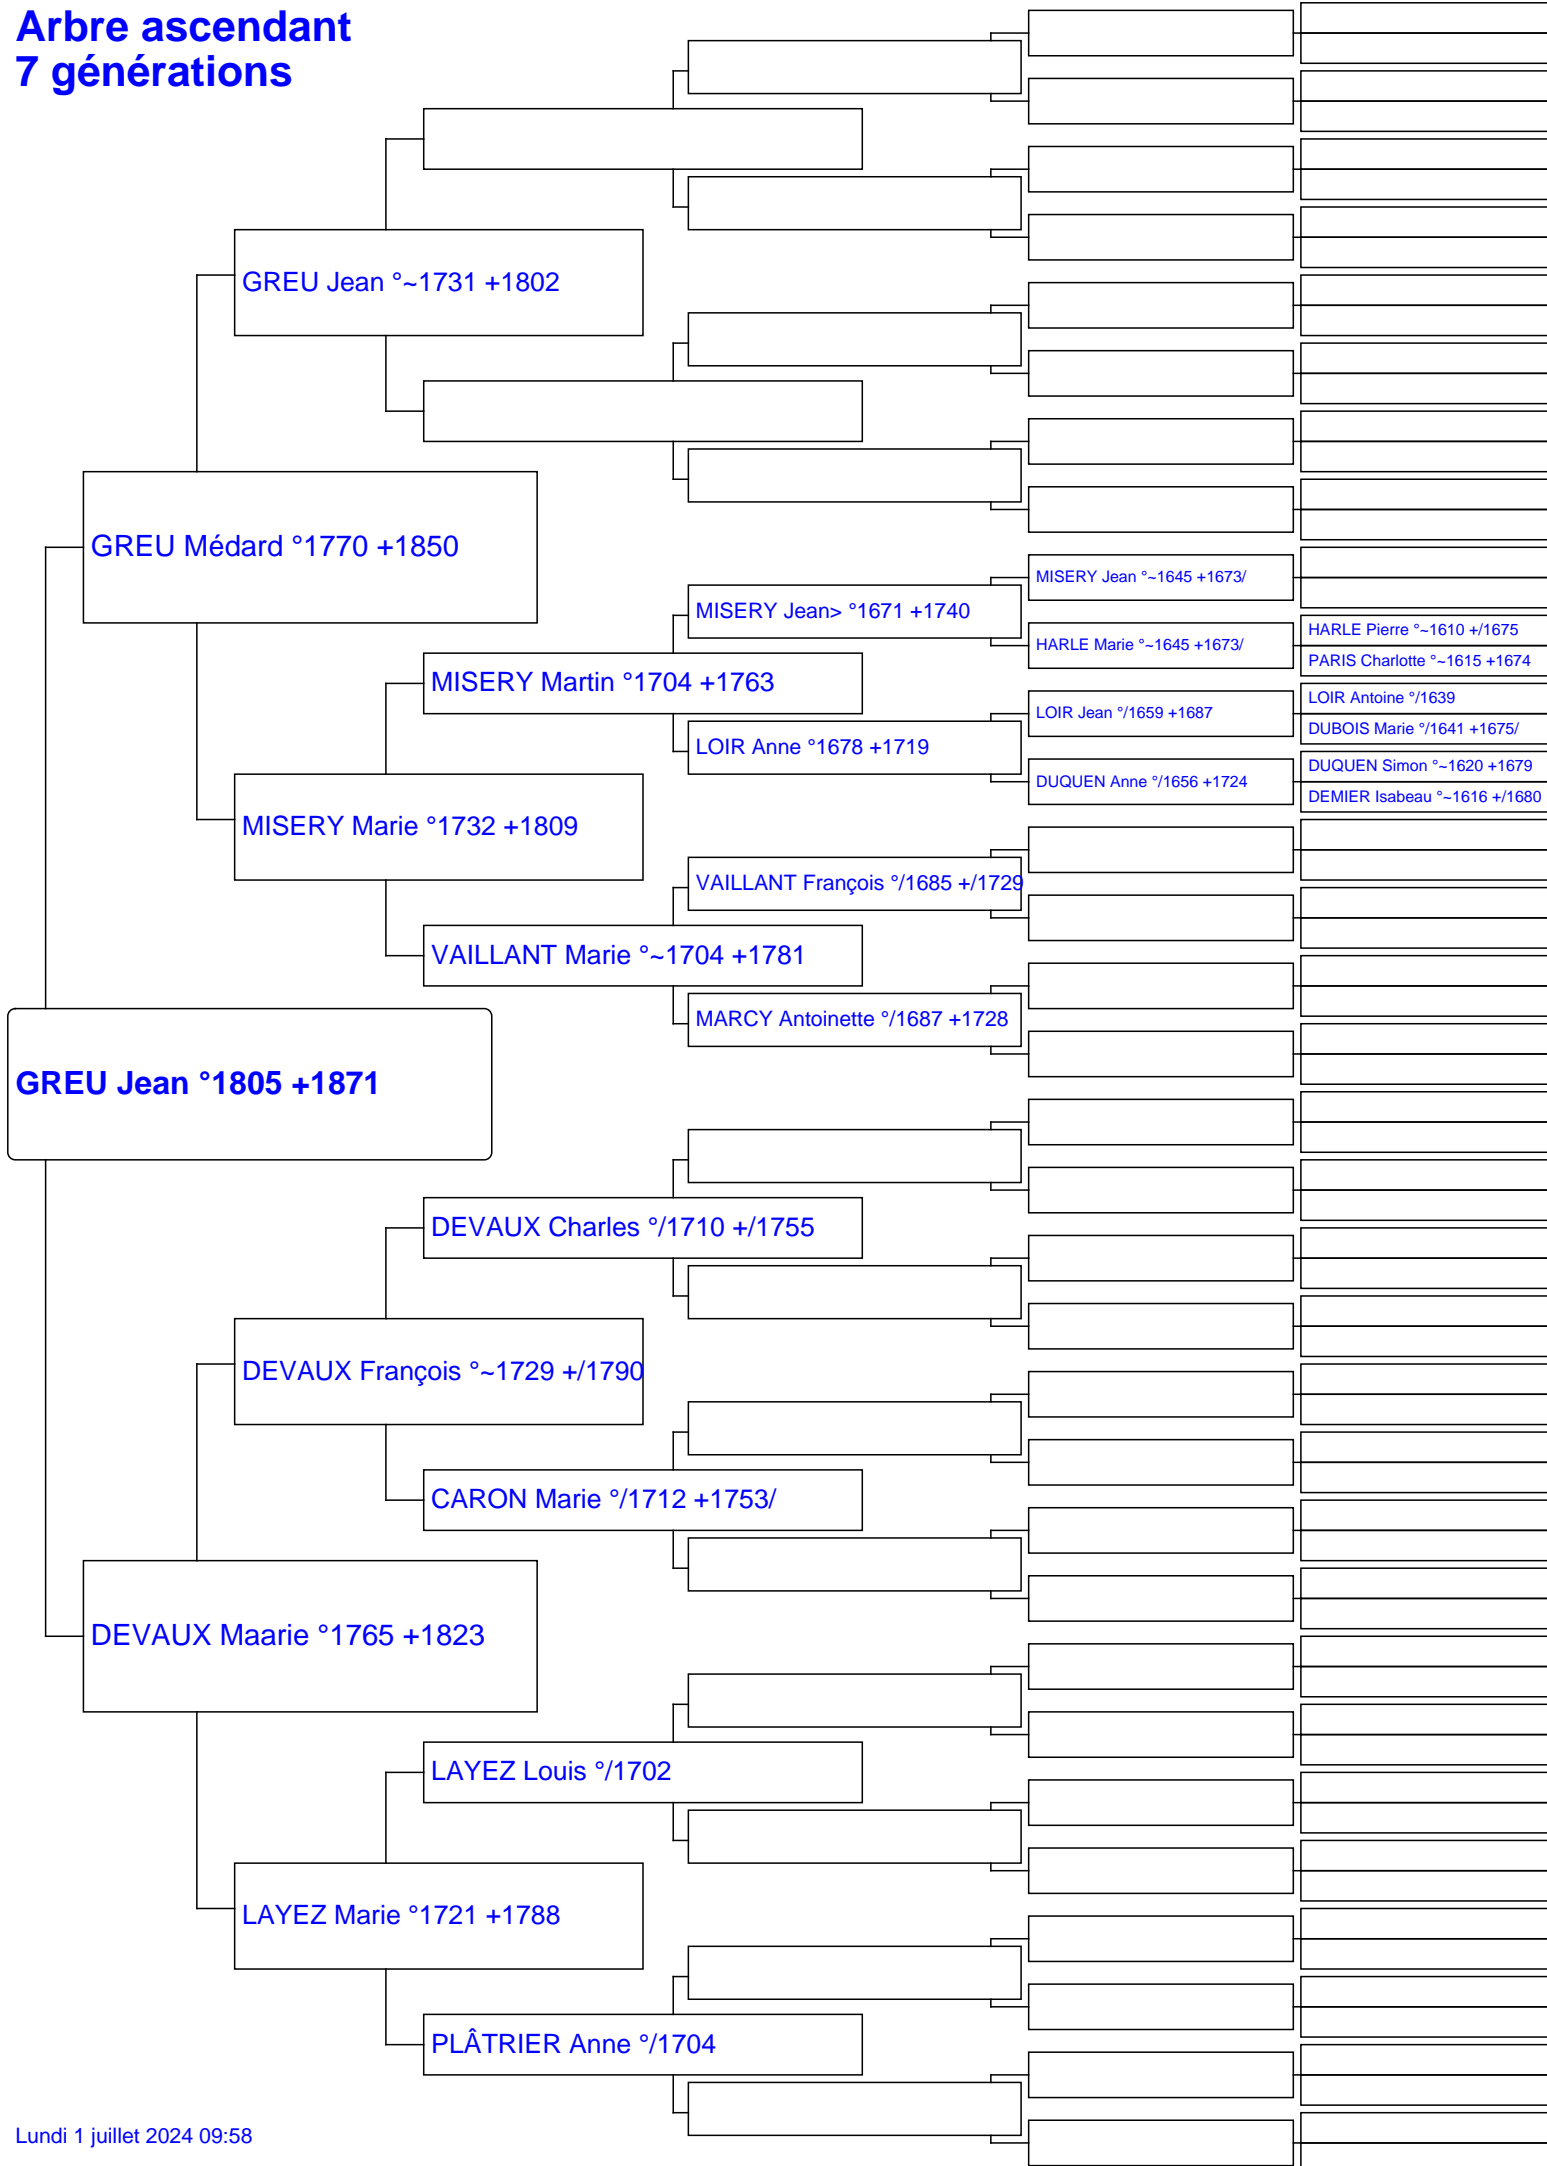 Arbre ascendant
7 générations
GREU Jean °~1731 +1802
GREU Médard °1770 +1850
MISERY Jean °~1645 +1673/
MISERY Jean> °1671 +1740
HARLE Pierre °~1610 +/1675
HARLE Marie °~1645 +1673/
PARIS Charlotte °~1615 +1674
MISERY Martin °1704 +1763
LOIR Antoine °/1639
LOIR Jean °/1659 +1687
DUBOIS Marie °/1641 +1675/
LOIR Anne °1678 +1719
DUQUEN Simon °~1620 +1679
DUQUEN Anne °/1656 +1724
DEMIER Isabeau °~1616 +/1680
MISERY Marie °1732 +1809
VAILLANT François °/1685 +/1729
VAILLANT Marie °~1704 +1781
MARCY Antoinette °/1687 +1728
GREU Jean °1805 +1871
DEVAUX Charles °/1710 +/1755
DEVAUX François °~1729 +/1790
CARON Marie °/1712 +1753/
DEVAUX Maarie °1765 +1823
LAYEZ Louis °/1702
LAYEZ Marie °1721 +1788
PLÂTRIER Anne °/1704
Lundi 1 juillet 2024 09:58